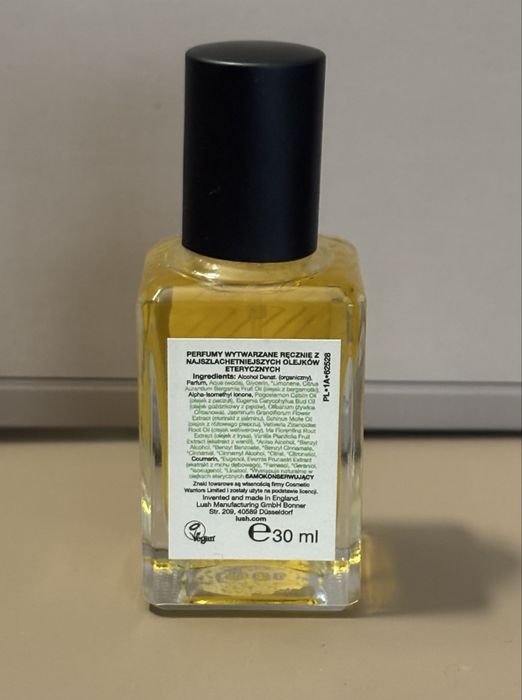 PERFUMY WYTWARZANE RĘCZNIE Z
NAJSZLACHETNIEJSZYCH OLEJKÓW
ETERYCZNYCH
Ingredients: Alcohol Denat. (organiczny),
Parfum, Aqua (woda), Glycerin, *Limonene, Citrus
Aurantium Bergamia Fruit Oil (olejek z bergamotki),
Alpha-Isomethyl Ionone, Pogostemon Cablin Oil
(olejek z paczuli), Eugenia Caryophyllus Bud Oil
(olejek goździkowy z pąków), Olibanum (żywica
Olibanowa), Jasminum Grandiflorum Flower
Extract (ekstrakt z jaśminu), Schinus Molle Oil
(olejek z różowego pieprzu), Vetiveria Zizanoides
Root Oil (olejek wetiwerowy), Iris Florentina Root
Extract (olejek z irysa), Vanilla Planifolia Fruit
Extract (ekstrakt z wanilii), *Anise Alcohol, *Benzyl
Alcohol, *Benzyl Benzoate, *Benzyl Cinnamate,
*Cinnamal, *Cinnamyl Alcohol, *Citral, *Citronellol,
Coumarin, *Eugenol, Evernia Prunastri Extract
(ekstrakt z mchu dębowego), *Farnesol, *Geraniol,
*Isoeugenol, *Linalool. *Występuje naturalnie w
olejkach eterycznych SAMOKONSERWUJĄCY
Znaki towarowe są własnością firmy Cosmetic
Warriors Limited i zostały użyte na podstawie licencji.
Invented and made in England.
Lush Manufacturing GmbH Bonner
Str. 209, 40589 Düsseldorf
lush.com
Vegan
e30 ml
PL•1A•62528